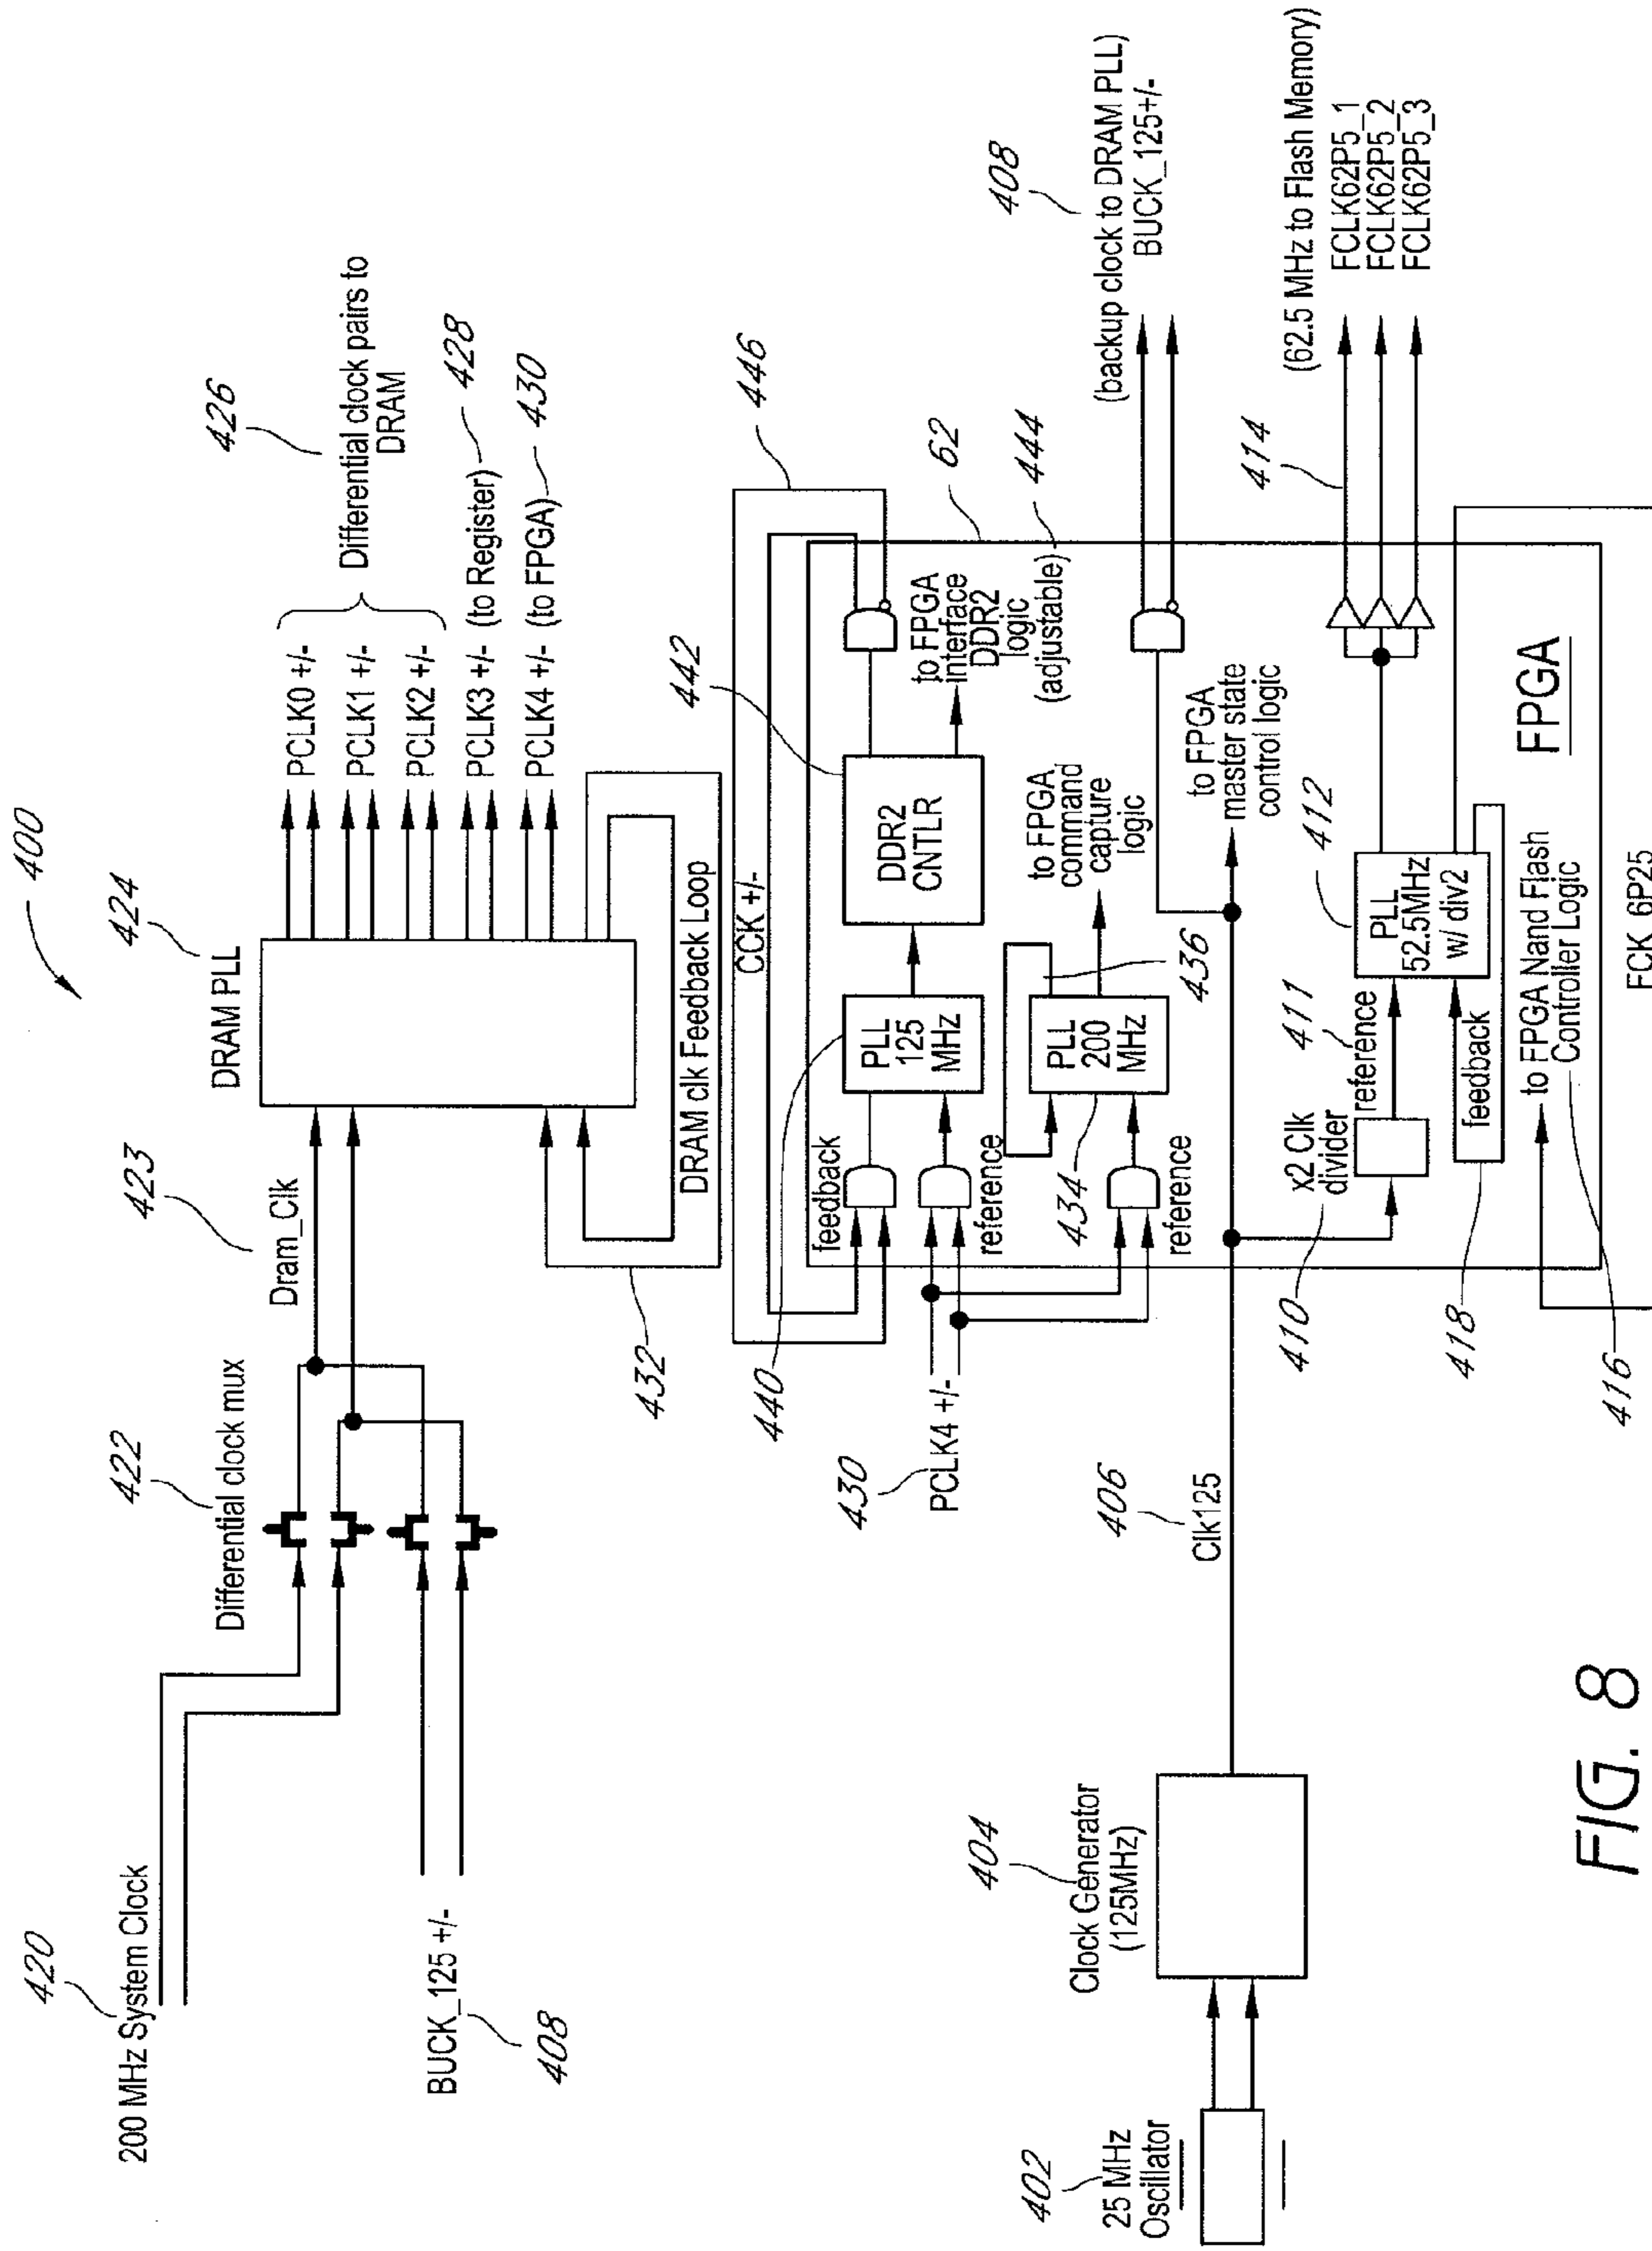 400
420
200 MHz System Clock
BUCK_125 +/-
408
422
Differential clock mux
423
Dram_Clk
424
DRAM PLL
426
PCLK0 +/-
PCLK1 +/-
PCLK2 +/-
Differential clock pairs to
DRAM
PCLK3 +/- (to Register)
428
PCLK4 +/- (to FPGA)
430
432
DRAM clk Feedback Loop
CCK +/-
446
442
62
440
feedback
PLL
125
MHz
DDR2
CNTLR
to FPGA
interface
DDR2
logic
(adjustable)
444
reference
430
PCLK4 +/-
434
PLL
200
MHz
436
to FPGA
command
capture
logic
reference
408
(backup clock to DRAM PLL)
BUCK_125+/-
402
25 MHz
Oscillator
404
Clock Generator
(125MHz)
406
Clk125
to FPGA
master state
control logic
410
x2 Clk
divider
411
reference
412
PLL
52.5MHz
w/ div2
414
(62.5 MHz to Flash Memory)
FCLK62P5_1
FCLK62P5_2
FCLK62P5_3
418
feedback
FPGA
416
to FPGA Nand Flash
Controller Logic
FCK_6P25
FIG. 8